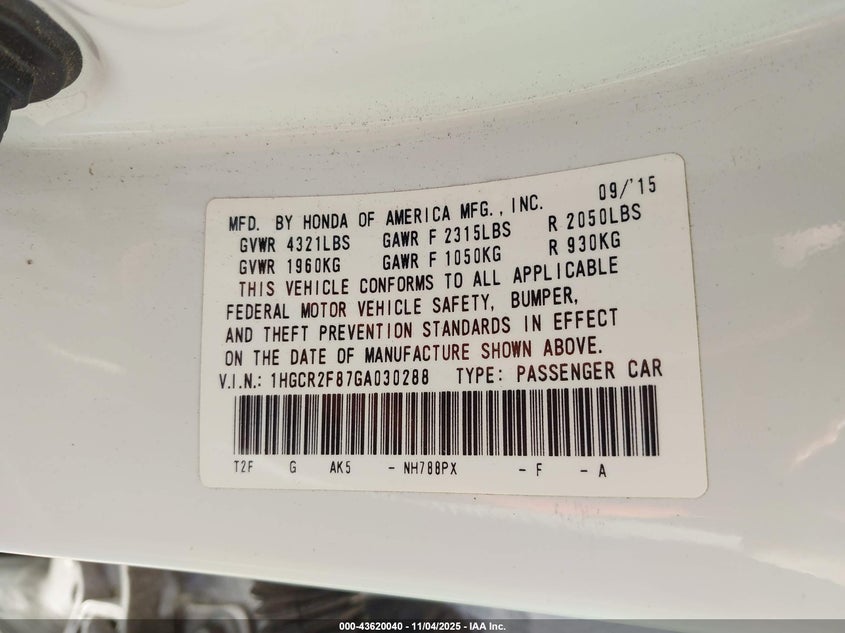 MFD. BY HONDA OF AMERICA MFG., INC. 09/'15
GVWR 4321LBS GAWR F 2315LBS R 2050LBS
GVWR 1960KG GAWR F 1050KG R 930KG
THIS VEHICLE CONFORMS TO ALL APPLICABLE
FEDERAL MOTOR VEHICLE SAFETY, BUMPER,
AND THEFT PREVENTION STANDARDS IN EFFECT
ON THE DATE OF MANUFACTURE SHOWN ABOVE.
V.I.N.: 1HGCR2F87GA030288 TYPE: PASSENGER CAR
T2F G AK5 - NH788PX - F - A
000-43620040 - 11/04/2025 - IAA Inc.